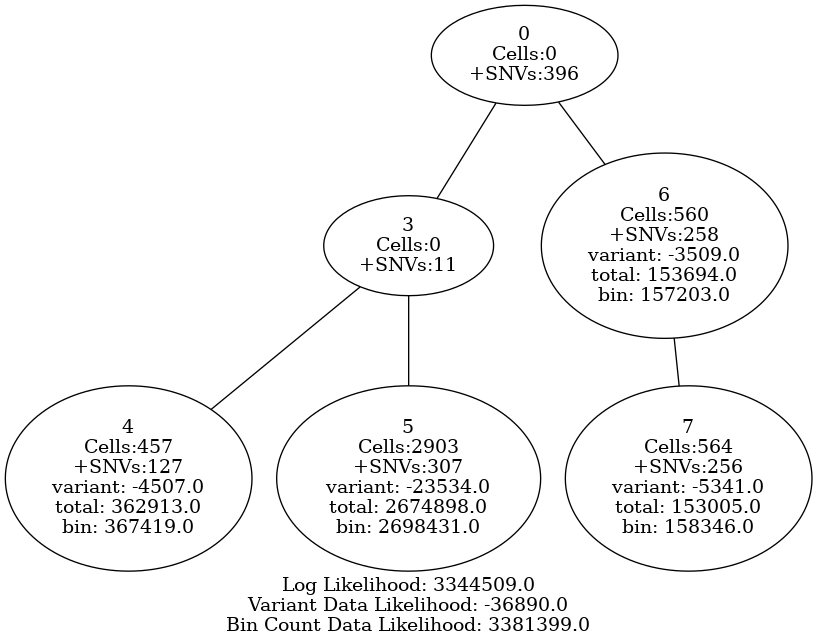 0
Cells:0
+SNVs:396
3
Cells:0
+SNVs:11
6
Cells:560
+SNVs:258
variant: -3509.0
total: 153694.0
bin: 157203.0
4
Cells:457
+SNVs:127
variant: -4507.0
total: 362913.0
bin: 367419.0
5
Cells:2903
+SNVs:307
variant: -23534.0
total: 2674898.0
bin: 2698431.0
7
Cells:564
+SNVs:256
variant: -5341.0
total: 153005.0
bin: 158346.0
Log Likelihood: 3344509.0
Variant Data Likelihood: -36890.0
Bin Count Data Likelihood: 3381399.0